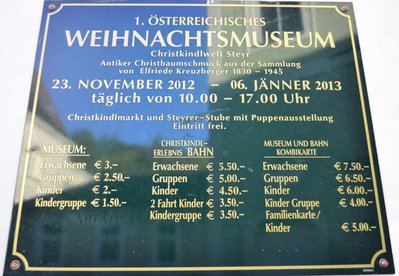 1. ÖSTERREICHISCHES
WEIHNACHTSMUSEUM
Christkindlwelt Steyr
Antiker Christbaumschmuck aus der Sammlung
von Elfriede Kreuzberger 1830 - 1945
23. NOVEMBER 2012 - 06. JÄNNER 2013
täglich von 10.00 - 17.00 Uhr
Christkindlmarkt und Steyrer-Stube mit Puppenausstellung
Eintritt frei.
MUSEUM:
Erwachsene € 3.-
Gruppen € 2.50.-
Kinder € 2.-
Kindergruppe € 1.50.-
CHRISTKINDL-
ERLEBNIS BAHN
Erwachsene € 5.50.-
Gruppen € 5.00.-
Kinder € 4.50.-
2 Fahrt Kinder € 3.50.-
Kindergruppe € 3.50.-
MUSEUM UND BAHN
KOMBIKARTE
Erwachsene € 7.50.-
Gruppen € 6.50.-
Kinder € 6.00.-
Kinder Gruppe € 4.00.-
Familienkarte/
Kinder € 5.00.-